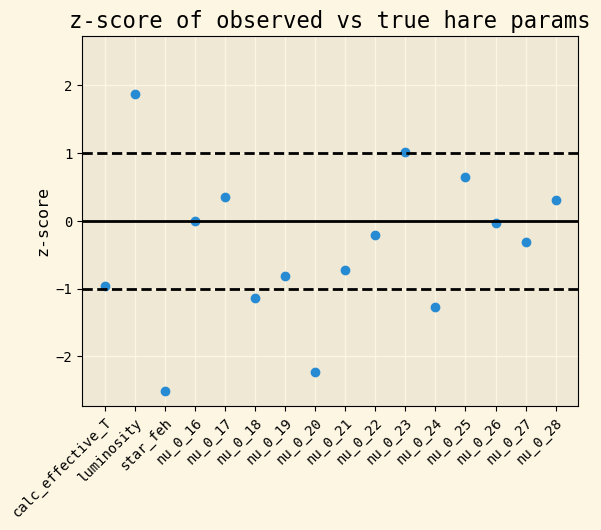 z-score of observed vs true hare params
z-score
2
1
0
−1
−2
calc_effective_T
luminosity
star_feh
nu_0_16
nu_0_17
nu_0_18
nu_0_19
nu_0_20
nu_0_21
nu_0_22
nu_0_23
nu_0_24
nu_0_25
nu_0_26
nu_0_27
nu_0_28